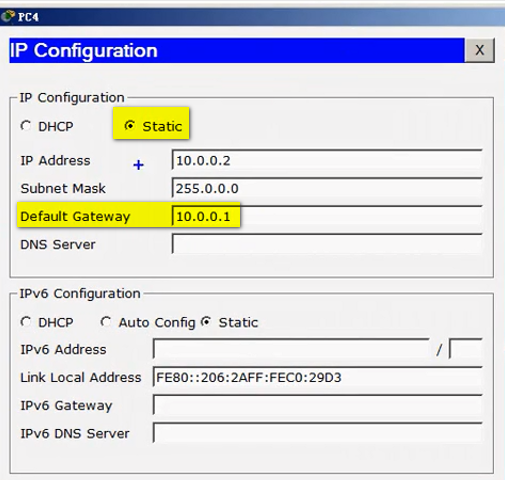 PC4
IP Configuration X
IP Configuration
DHCP Static
IP Address 10.0.0.2
Subnet Mask 255.0.0.0
Default Gateway 10.0.0.1
DNS Server
IPv6 Configuration
DHCP Auto Config Static
IPv6 Address /
Link Local Address FE80::206:2AFF:FEC0:29D3
IPv6 Gateway
IPv6 DNS Server